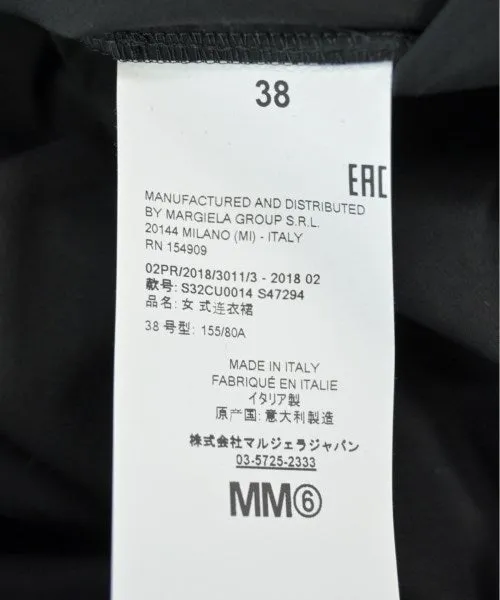 38
EAC
MANUFACTURED AND DISTRIBUTED
BY MARGIELA GROUP S.R.L.
20144 MILANO (MI) - ITALY
RN 154909
02PR/2018/3011/3 - 2018 02
款号: S32CU0014 S47294
品名: 女 式连衣裙
38 号型: 155/80A
MADE IN ITALY
FABRIQUÉ EN ITALIE
イタリア製
原产国: 意大利製造
株式会社マルジェラジャパン
03-5725-2333
MM⑥